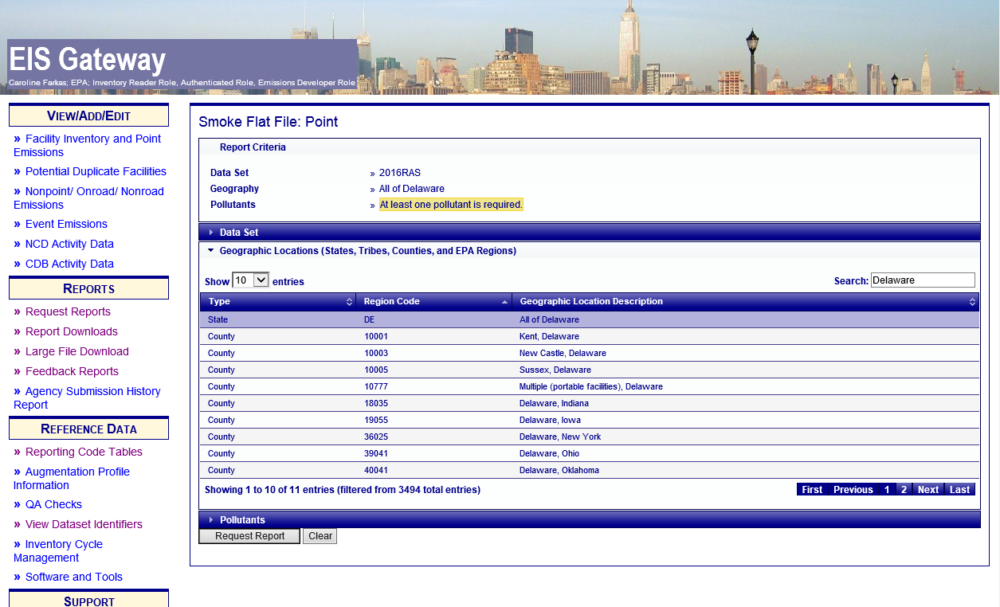 EIS Gateway
Caroline Farkas; EPA; Inventory Reader Role, Authenticated Role, Emissions Developer Role
VIEW/ADD/EDIT
» Facility Inventory and Point
Emissions
» Potential Duplicate Facilities
» Nonpoint/ Onroad/ Nonroad
Emissions
» Event Emissions
» NCD Activity Data
» CDB Activity Data
REPORTS
» Request Reports
» Report Downloads
» Large File Download
» Feedback Reports
» Agency Submission History
Report
REFERENCE DATA
» Reporting Code Tables
» Augmentation Profile
Information
» QA Checks
» View Dataset Identifiers
» Inventory Cycle
Management
» Software and Tools
SUPPORT
Smoke Flat File: Point
Report Criteria
Data Set » 2016RAS
Geography » All of Delaware
Pollutants » At least one pollutant is required.
Data Set
Geographic Locations (States, Tribes, Counties, and EPA Regions)
Show 10 entries Search: Delaware
Type Region Code Geographic Location Description
State DE All of Delaware
County 10001 Kent, Delaware
County 10003 New Castle, Delaware
County 10005 Sussex, Delaware
County 10777 Multiple (portable facilities), Delaware
County 18035 Delaware, Indiana
County 19055 Delaware, Iowa
County 36025 Delaware, New York
County 39041 Delaware, Ohio
County 40041 Delaware, Oklahoma
Showing 1 to 10 of 11 entries (filtered from 3494 total entries) First Previous 1 2 Next Last
Pollutants
Request Report Clear